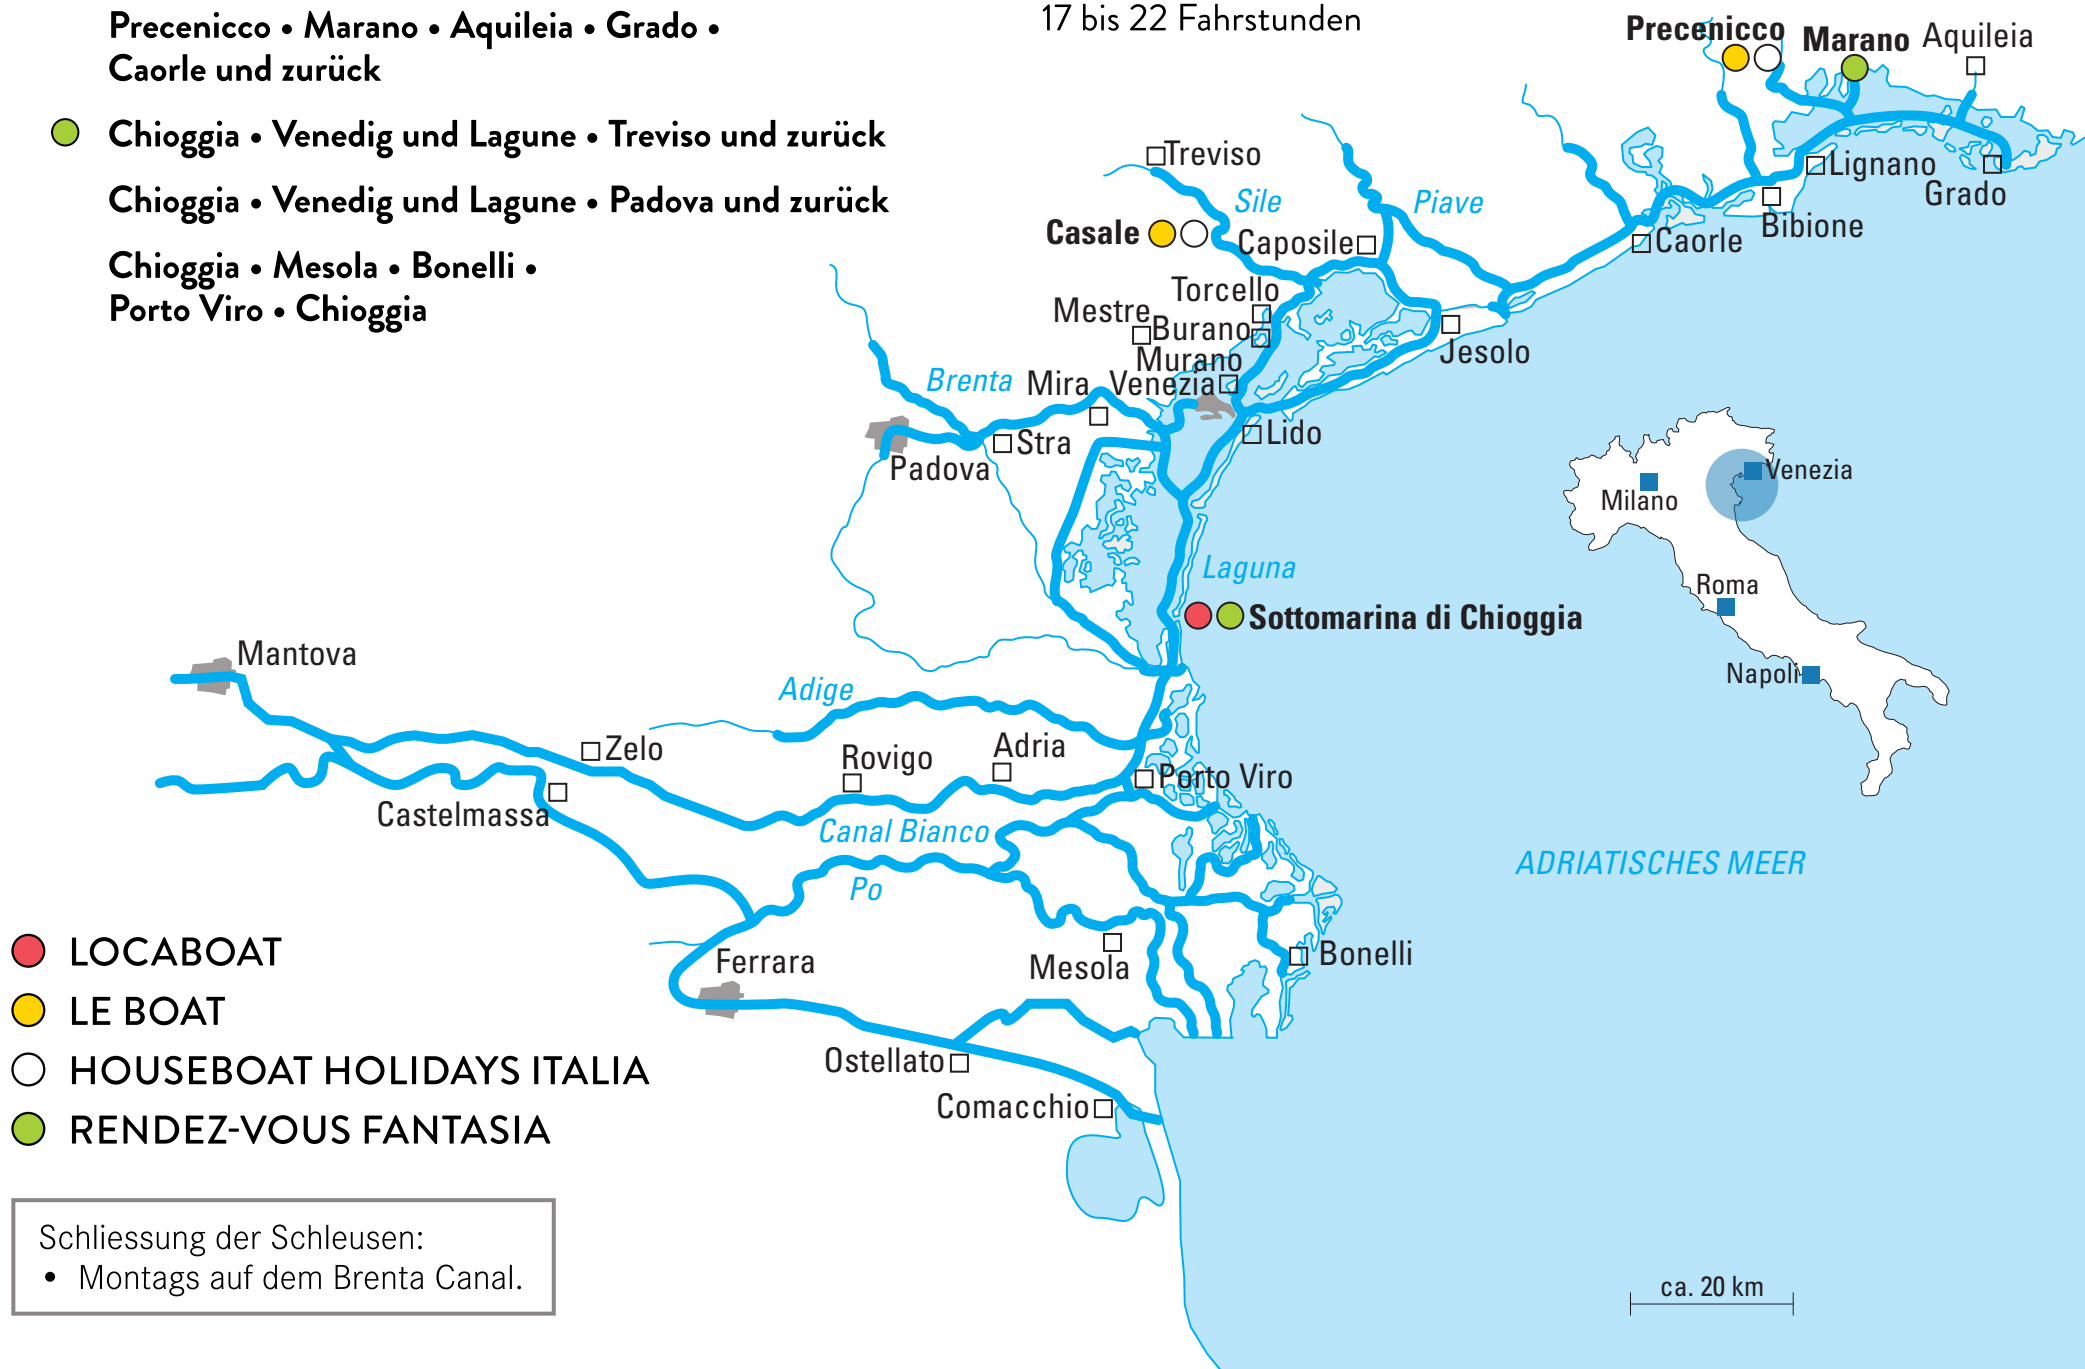 Precenicco • Marano • Aquileia • Grado •
Caorle und zurück
17 bis 22 Fahrstunden
Chioggia • Venedig und Lagune • Treviso und zurück
Chioggia • Venedig und Lagune • Padova und zurück
Chioggia • Mesola • Bonelli •
Porto Viro • Chioggia
Precenicco
Marano
Aquileia
Lignano
Grado
Bibione
Caorle
Treviso
Sile
Piave
Casale
Caposile
Torcello
Mestre
Burano
Murano
Jesolo
Brenta
Mira
Venezia
Stra
Lido
Padova
Venezia
Milano
Roma
Napoli
Laguna
Sottomarina di Chioggia
Mantova
Adige
Zelo
Rovigo
Adria
Porto Viro
Castelmassa
Canal Bianco
Po
ADRIATISCHES MEER
Ferrara
Mesola
Bonelli
Ostellato
Comacchio
LOCABOAT
LE BOAT
HOUSEBOAT HOLIDAYS ITALIA
RENDEZ-VOUS FANTASIA
Schliessung der Schleusen:
• Montags auf dem Brenta Canal.
ca. 20 km